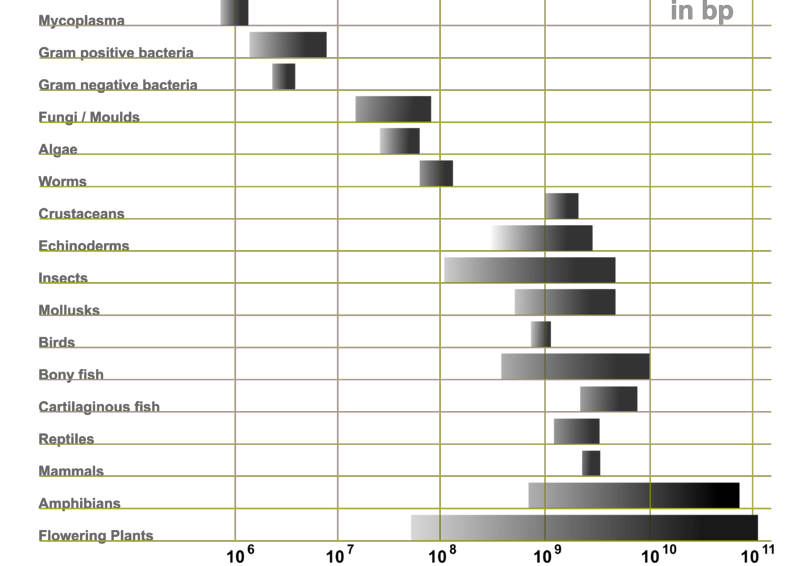 in bp
Mycoplasma
Gram positive bacteria
Gram negative bacteria
Fungi / Moulds
Algae
Worms
Crustaceans
Echinoderms
Insects
Mollusks
Birds
Bony fish
Cartilaginous fish
Reptiles
Mammals
Amphibians
Flowering Plants
10⁶ 10⁷ 10⁸ 10⁹ 10¹⁰ 10¹¹